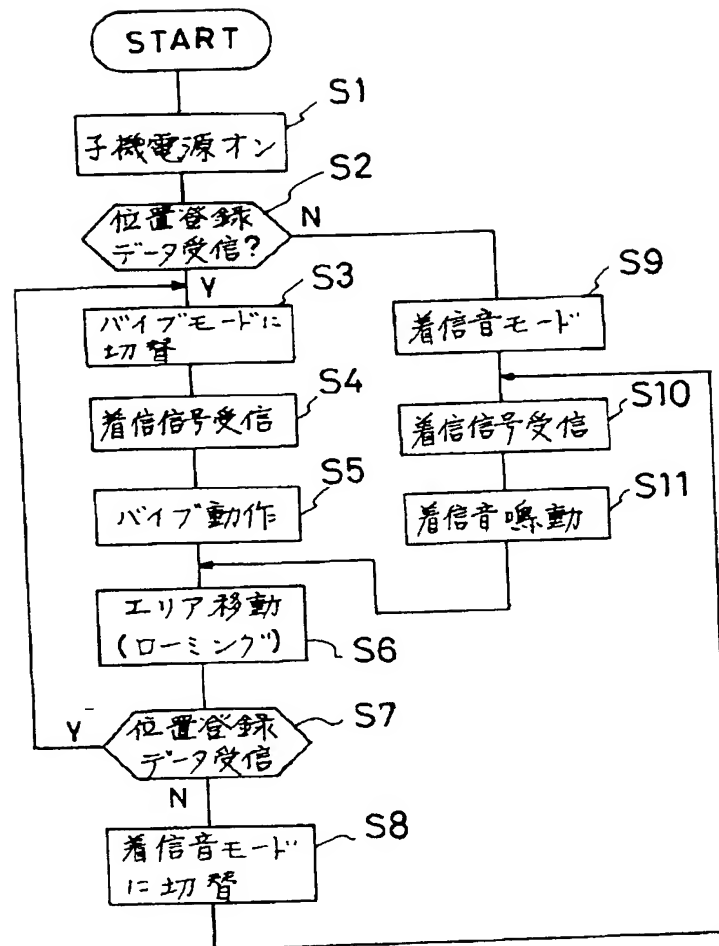 START
S1
子機電源オン
S2
位置登録
データ受信?
N
Y
S3
バイブモードに
切替
S4
着信信号受信
S5
バイブ動作
エリア移動
(ローミング)
S6
S7
位置登録
データ受信
Y
N
S8
着信音モード
に切替
S9
着信音モード
S10
着信信号受信
S11
着信音鳴動